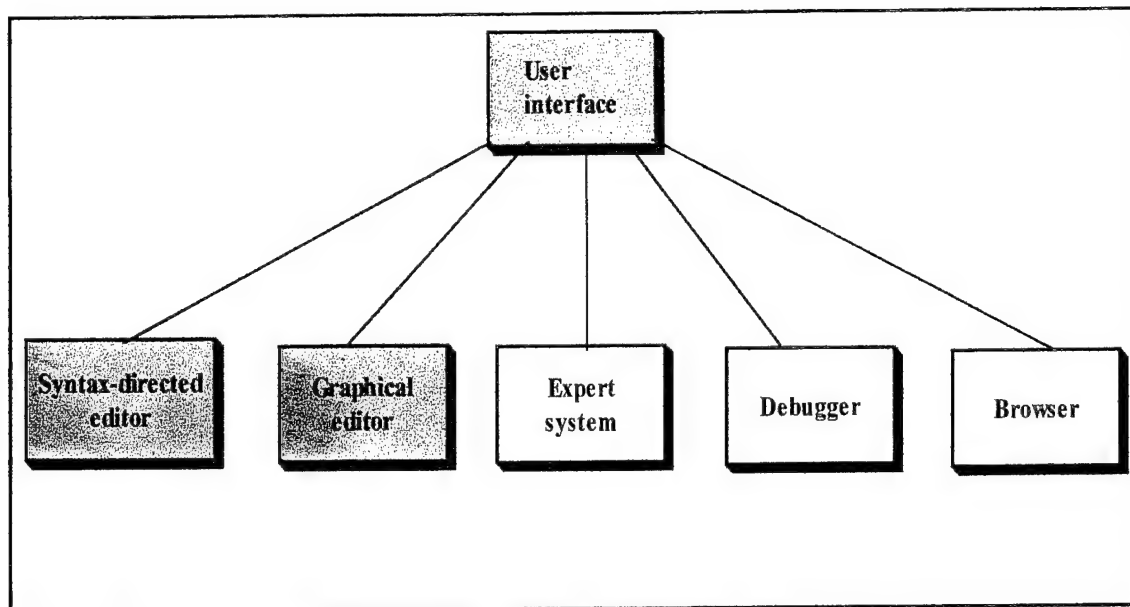 User
interface
Syntax-directed
editor
Graphical
editor
Expert
system
Debugger
Browser